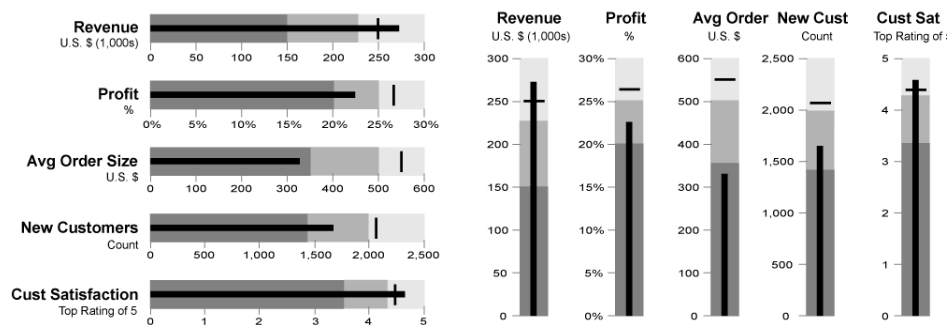 Revenue
U.S. $ (1,000s)
0 50 100 150 200 250 300
Profit
%
0% 5% 10% 15% 20% 25% 30%
Avg Order Size
U.S. $
0 100 200 300 400 500 600
New Customers
Count
0 500 1,000 1,500 2,000 2,500
Cust Satisfaction
Top Rating of 5
0 1 2 3 4 5
Revenue
U.S. $ (1,000s)
300
250
200
150
100
50
0
Profit
%
30%
25%
20%
15%
10%
5%
0%
Avg Order
U.S. $
600
500
400
300
200
100
0
New Cust
Count
2,500
2,000
1,500
1,000
500
0
Cust Sat
Top Rating of
5
4
3
2
1
0